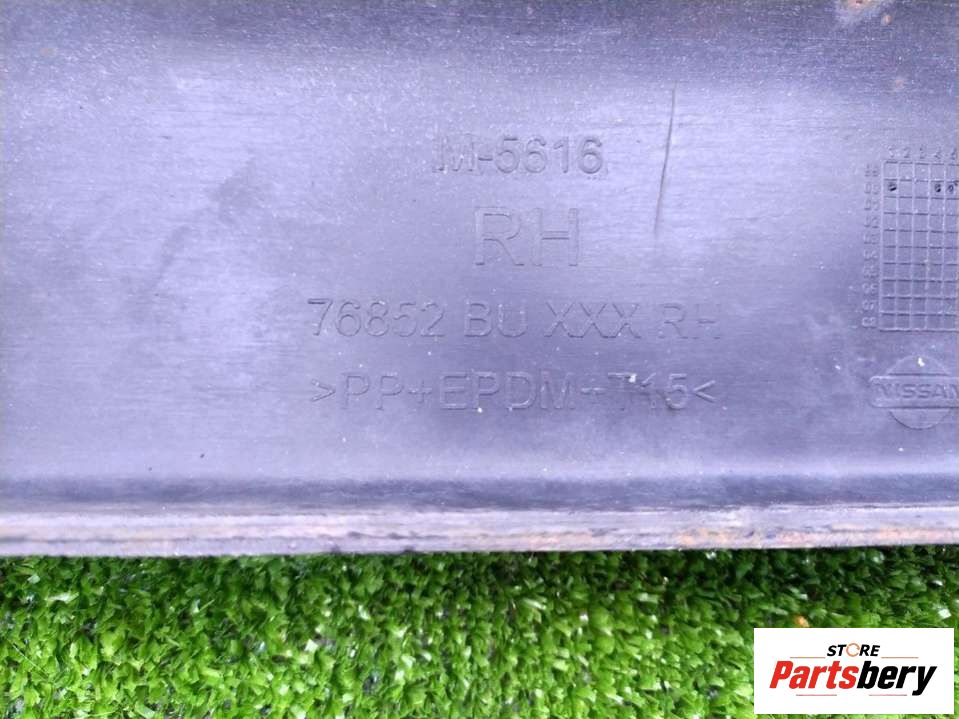 M-5616
RH
76852 BU XXX RH
>PP+EPDM-T15<
NISSAN
STORE
Partsbery